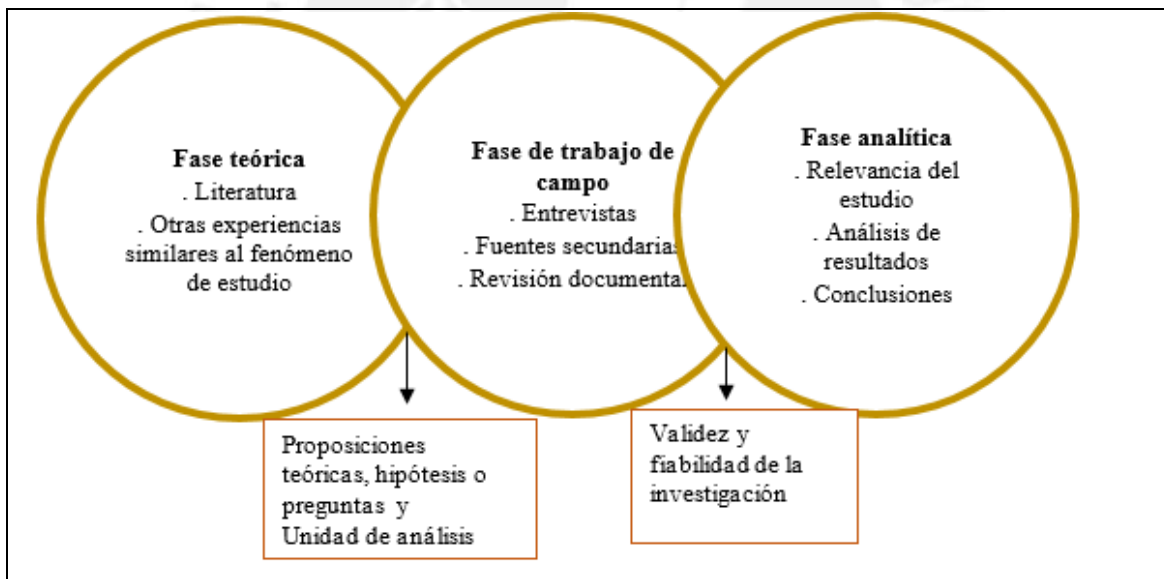 Fase teórica
. Literatura
. Otras experiencias
similares al fenómeno
de estudio
Fase de trabajo de
campo
. Entrevistas
. Fuentes secundarias
. Revisión documental
Fase analítica
. Relevancia del
estudio
. Análisis de
resultados
. Conclusiones
Proposiciones
teóricas, hipótesis o
preguntas y
Unidad de análisis
Validez y
fiabilidad de la
investigación